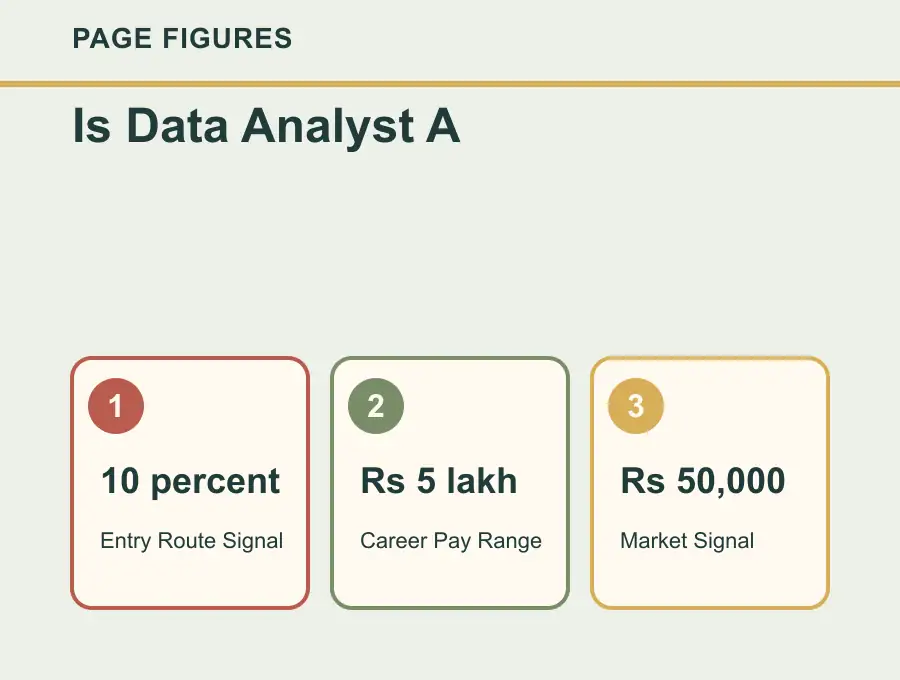 PAGE FIGURES
Is Data Analyst A
1
10 percent
Entry Route Signal
2
Rs 5 lakh
Career Pay Range
3
Rs 50,000
Market Signal